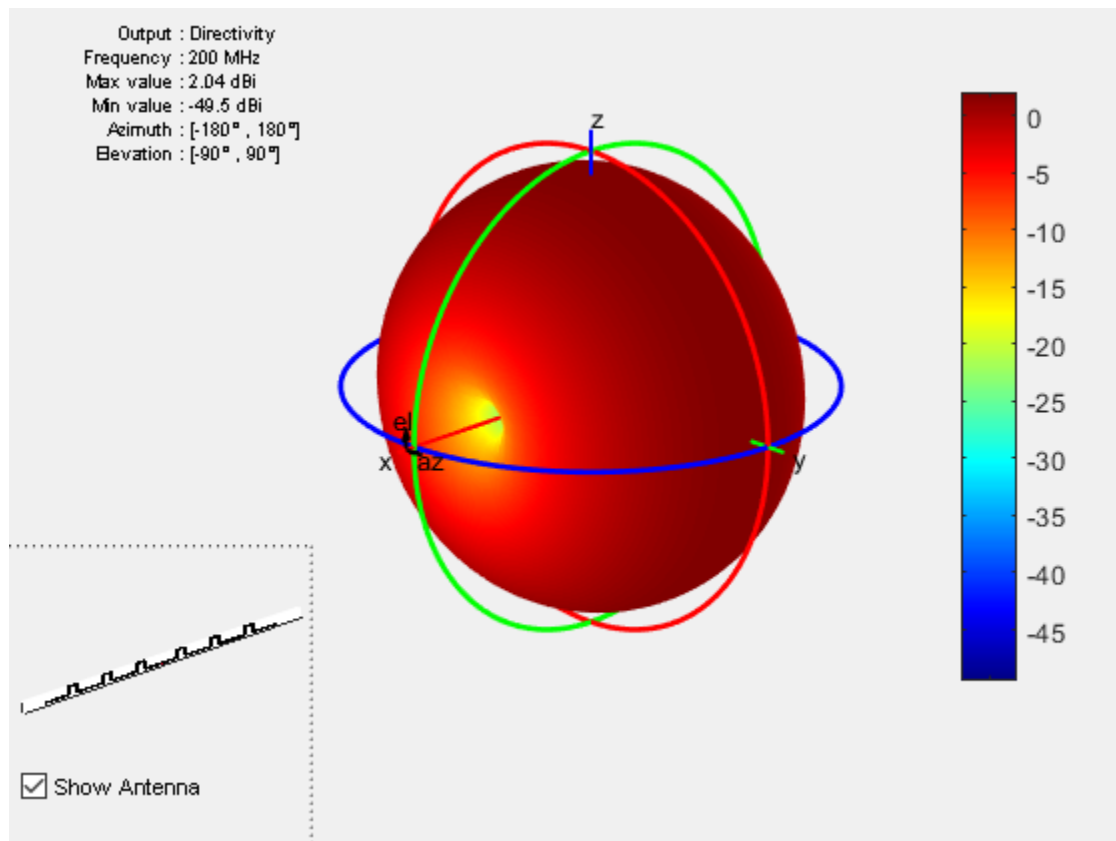 Output : Directivity
Frequency : 200 MHz
Max value : 2.04 dBi
Min value : -49.5 dBi
Azimuth : [-180° , 180°]
Elevation : [-90° , 90°]
z
el
x
az
y
0
-5
-10
-15
-20
-25
-30
-35
-40
-45
Show Antenna